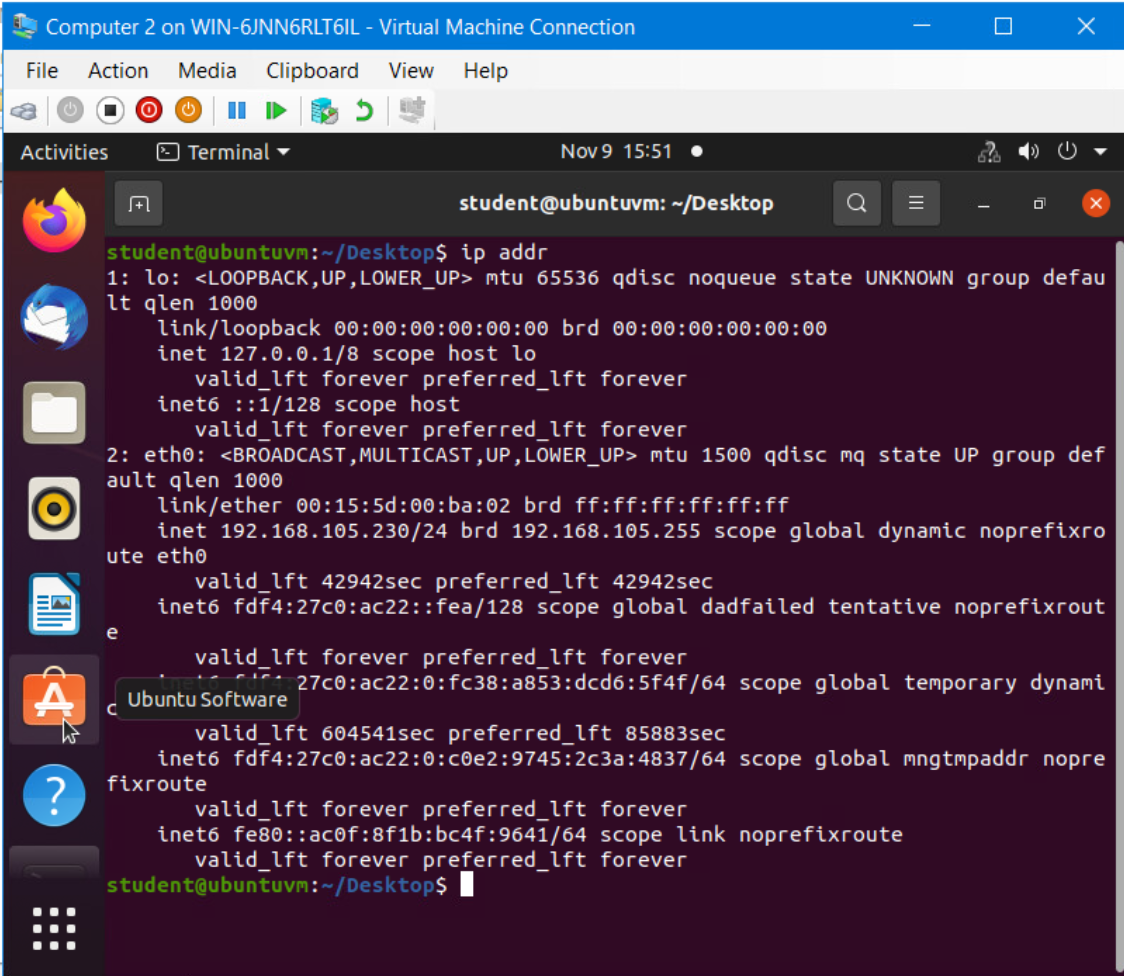 Computer 2 on WIN-6JNN6RLT6IL - Virtual Machine Connection
File Action Media Clipboard View Help
Activities Terminal Nov 9 15:51
student@ubuntuvm: ~/Desktop
student@ubuntuvm:~/Desktop$ ip addr
1: lo: <LOOPBACK,UP,LOWER_UP> mtu 65536 qdisc noqueue state UNKNOWN group defau
lt qlen 1000
link/loopback 00:00:00:00:00:00 brd 00:00:00:00:00:00
inet 127.0.0.1/8 scope host lo
valid_lft forever preferred_lft forever
inet6 ::1/128 scope host
valid_lft forever preferred_lft forever
2: eth0: <BROADCAST,MULTICAST,UP,LOWER_UP> mtu 1500 qdisc mq state UP group def
ault qlen 1000
link/ether 00:15:5d:00:ba:02 brd ff:ff:ff:ff:ff:ff
inet 192.168.105.230/24 brd 192.168.105.255 scope global dynamic noprefixro
ute eth0
valid_lft 42942sec preferred_lft 42942sec
inet6 fdf4:27c0:ac22::fea/128 scope global dadfailed tentative noprefixrout
e
valid_lft forever preferred_lft forever
inet6 fdf4:27c0:ac22:0:fc38:a853:dcd6:5f4f/64 scope global temporary dynami
c
Ubuntu Software
valid_lft 604541sec preferred_lft 85883sec
inet6 fdf4:27c0:ac22:0:c0e2:9745:2c3a:4837/64 scope global mngtmpaddr nopre
fixroute
valid_lft forever preferred_lft forever
inet6 fe80::ac0f:8f1b:bc4f:9641/64 scope link noprefixroute
valid_lft forever preferred_lft forever
student@ubuntuvm:~/Desktop$